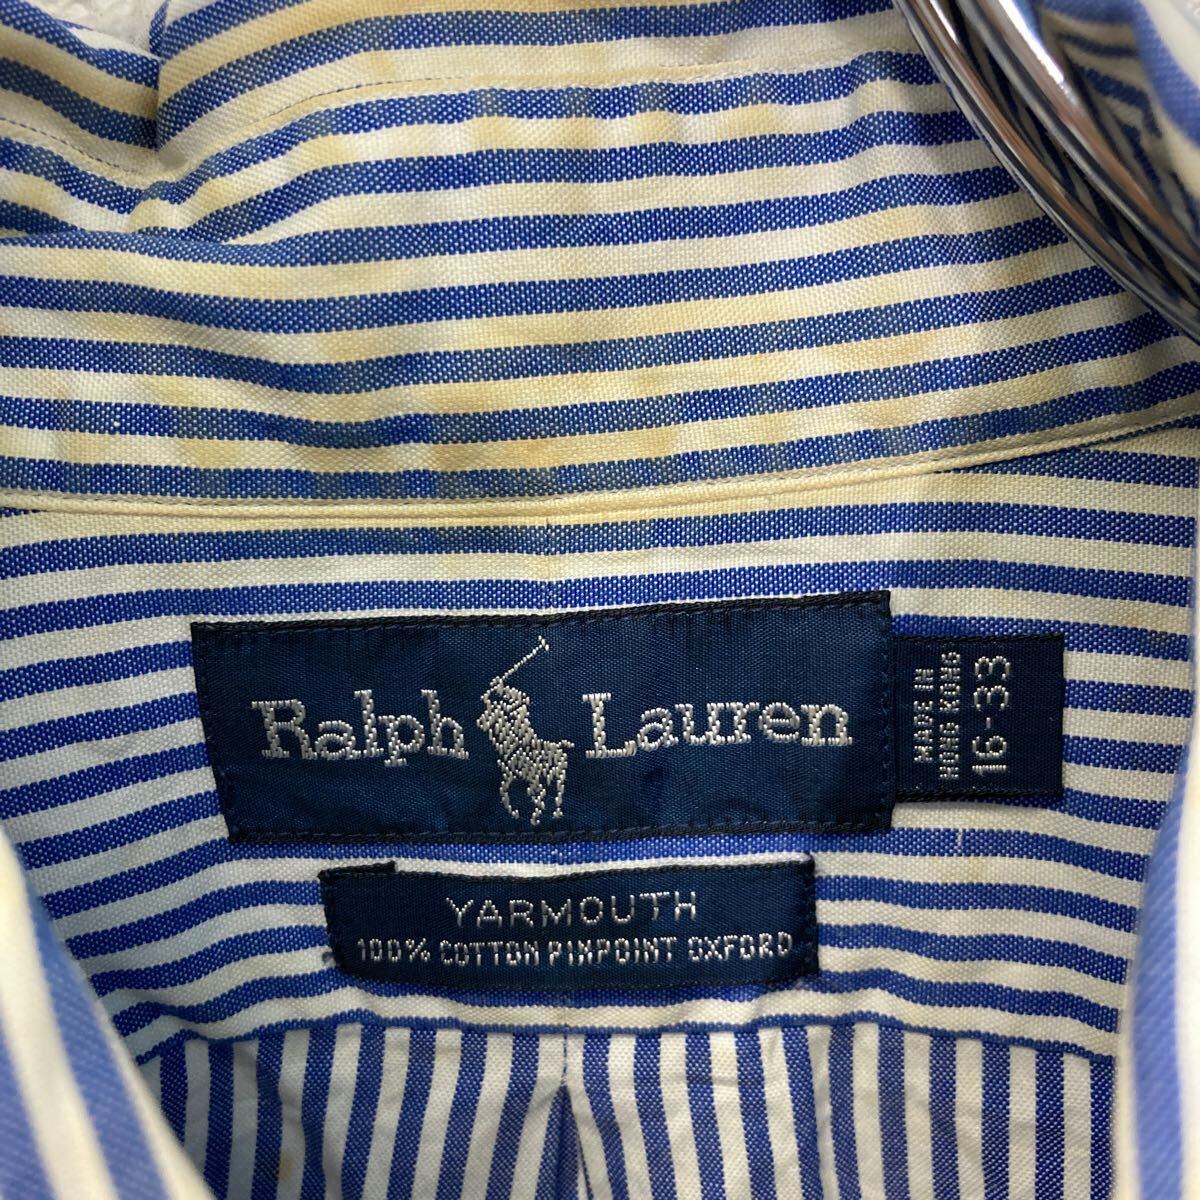 Ralph Lauren
MADE IN
HONG KONG
16-33
YARMOUTH
100% COTTON PINPOINT OXFORD